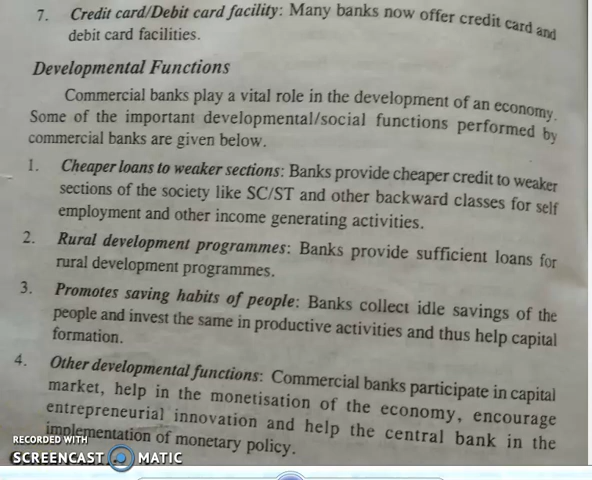 7. Credit card/Debit card facility: Many banks now offer credit card and
debit card facilities.
Developmental Functions
Commercial banks play a vital role in the development of an economy.
Some of the important developmental/social functions performed by
commercial banks are given below.
1. Cheaper loans to weaker sections: Banks provide cheaper credit to weaker
sections of the society like SC/ST and other backward classes for self
employment and other income generating activities.
2. Rural development programmes: Banks provide sufficient loans for
rural development programmes.
3. Promotes saving habits of people: Banks collect idle savings of the
people and invest the same in productive activities and thus help capital
formation.
4. Other developmental functions: Commercial banks participate in capital
market, help in the monetisation of the economy, encourage
entrepreneurial innovation and help the central bank in the
implementation of monetary policy.
RECORDED WITH
SCREENCAST MATIC